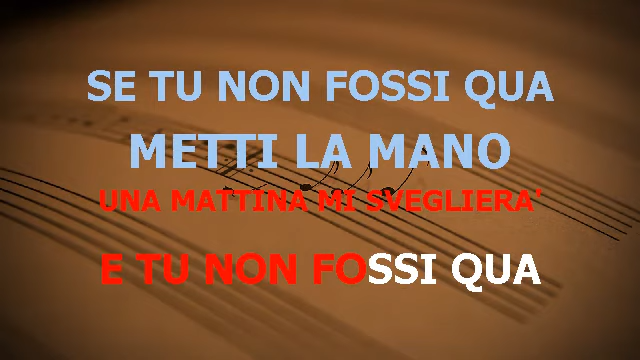 SE TU NON FOSSI QUA
METTI LA MANO
UNA MATTINA MI SVEGLIERA'
E TU NON FOSSI QUA